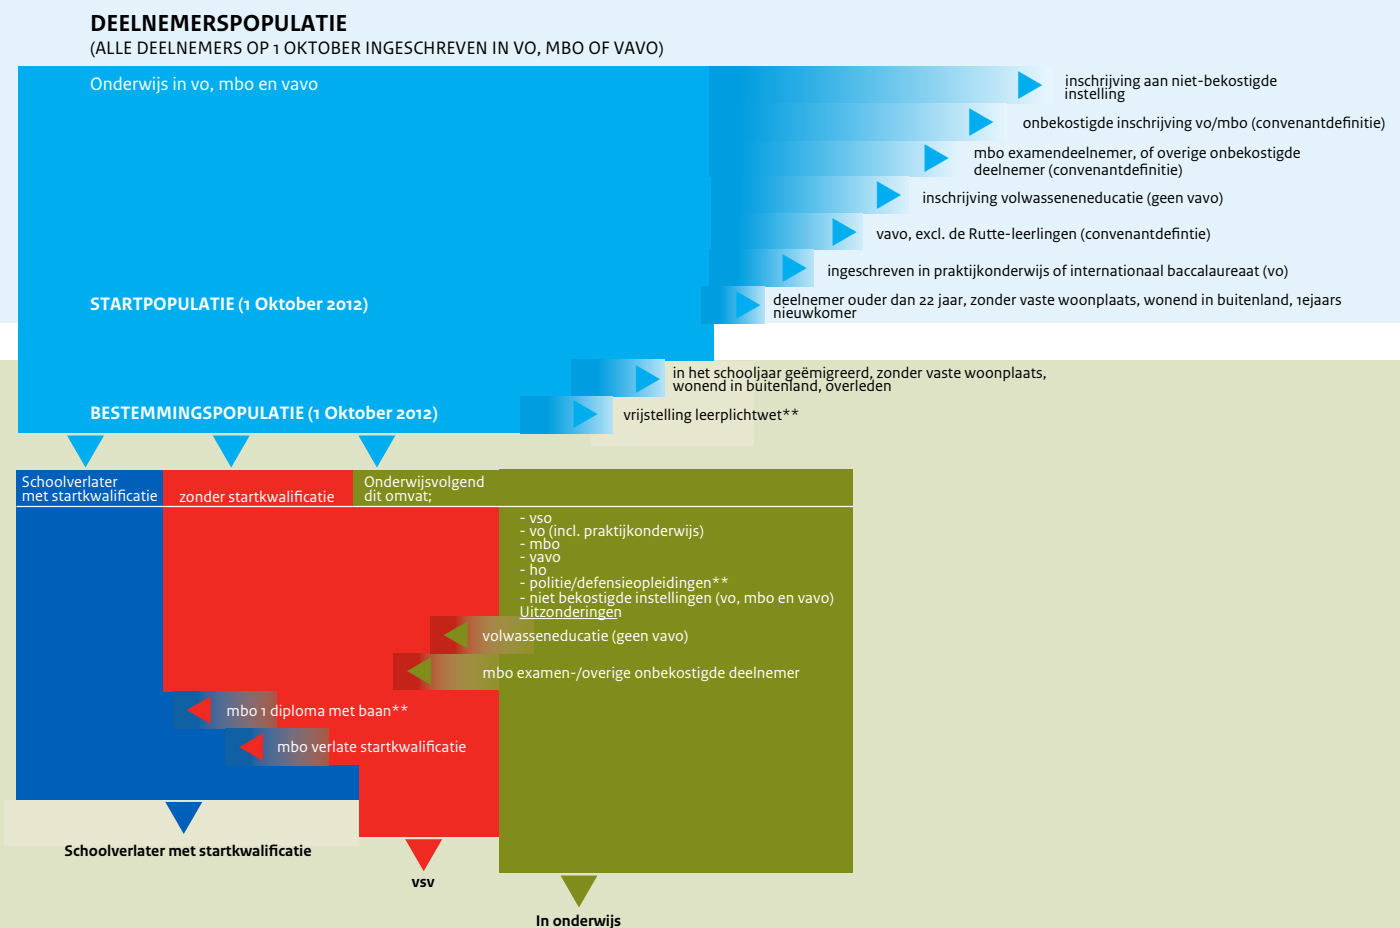 DEELNEMERSPOPULATIE
(ALLE DEELNEMERS OP 1 OKTOBER INGESCHREVEN IN VO, MBO OF VAVO)
Onderwijs in vo, mbo en vavo
inschrijving aan niet-bekostigde
instelling
onbekostigde inschrijving vo/mbo (convenantdefinitie)
mbo examendeelnemer, of overige onbekostigde
deelnemer (convenantdefinitie)
inschrijving volwasseneneducatie (geen vavo)
vavo, excl. de Rutte-leerlingen (convenantdefintie)
ingeschreven in praktijkonderwijs of internationaal baccalaureaat (vo)
STARTPOPULATIE (1 Oktober 2012)
deelnemer ouder dan 22 jaar, zonder vaste woonplaats, wonend in buitenland, 1ejaars
nieuwkomer
in het schooljaar geëmigreerd, zonder vaste woonplaats,
wonend in buitenland, overleden
BESTEMMINGSPOPULATIE (1 Oktober 2012)
vrijstelling leerplichtwet**
Schoolverlater
met startkwalificatie
zonder startkwalificatie
Onderwijsvolgend
dit omvat;
- vso
- vo (incl. praktijkonderwijs)
- mbo
- vavo
- ho
- politie/defensieopleidingen**
- niet bekostigde instellingen (vo, mbo en vavo)
Uitzonderingen
volwasseneducatie (geen vavo)
mbo examen-/overige onbekostigde deelnemer
mbo 1 diploma met baan**
mbo verlate startkwalificatie
Schoolverlater met startkwalificatie
vsv
In onderwijs